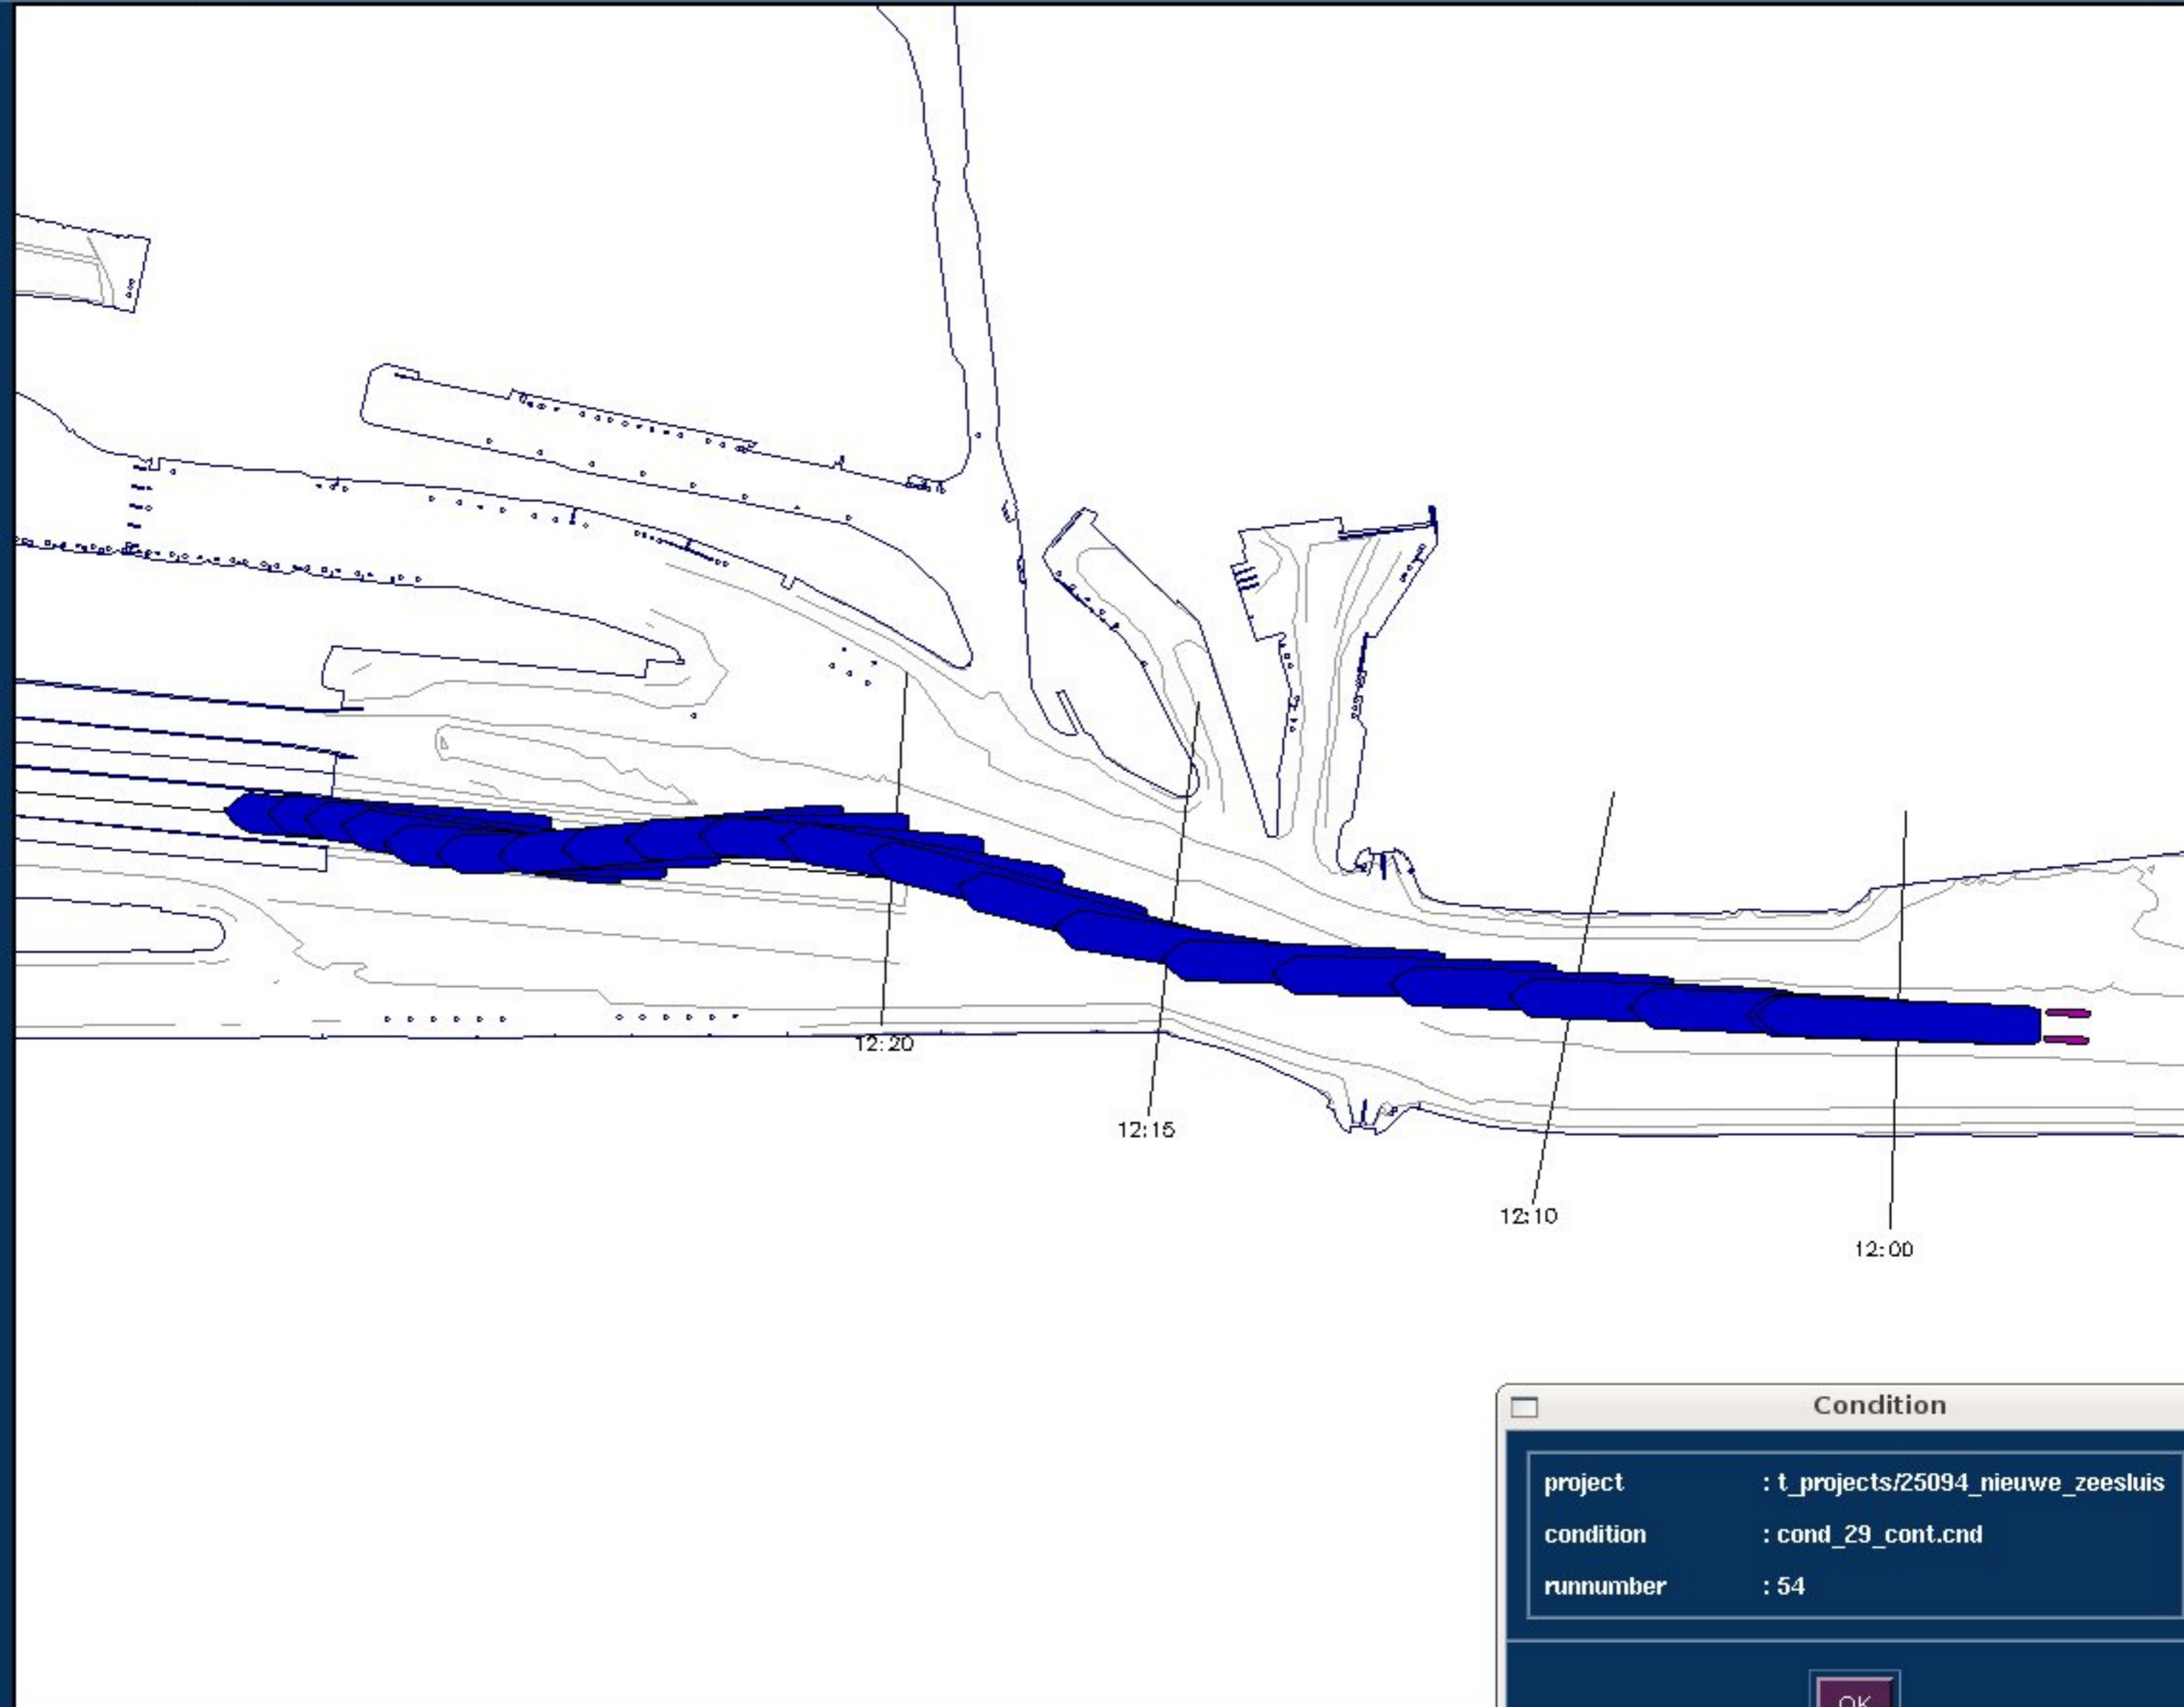 12:20
12:15
12:10
12:00
Condition
project : t_projects/25094_nieuwe_zeesluis
condition : cond_29_cont.cnd
runnumber : 54
OK